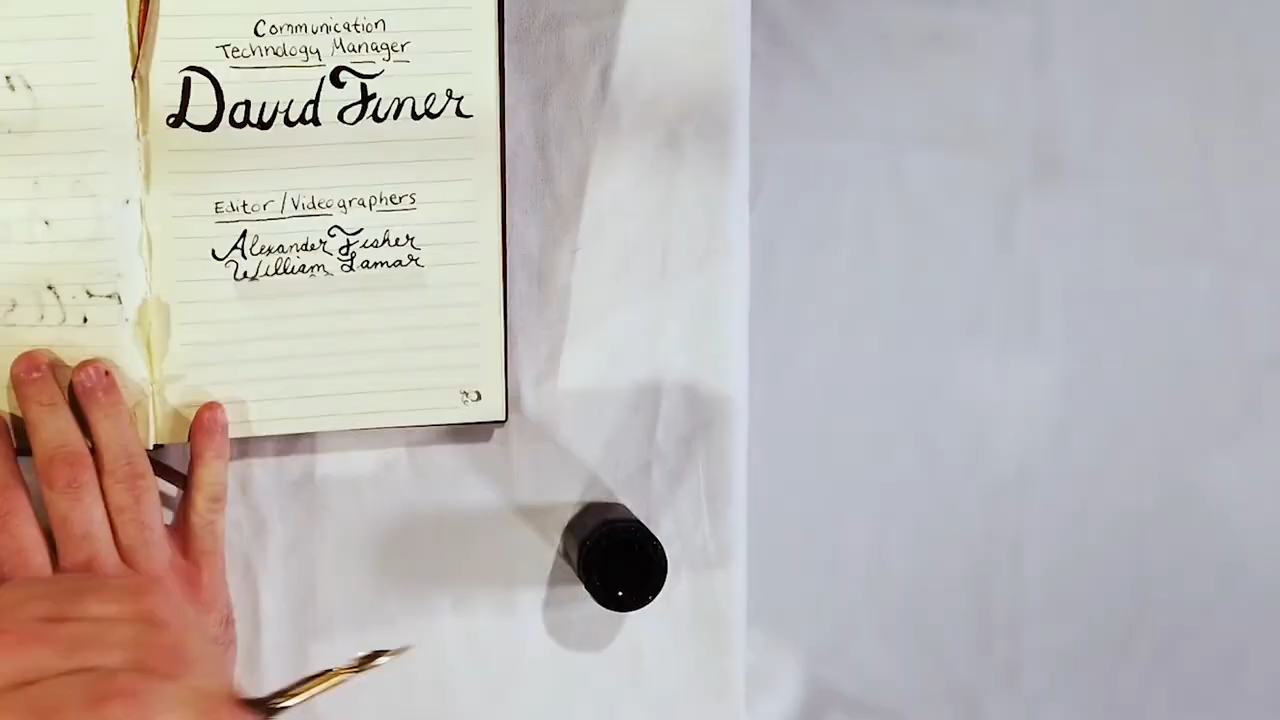 Communication
Technology Manager
David Finer
Editor/Videographers
Alexander Fisher
William Lamar